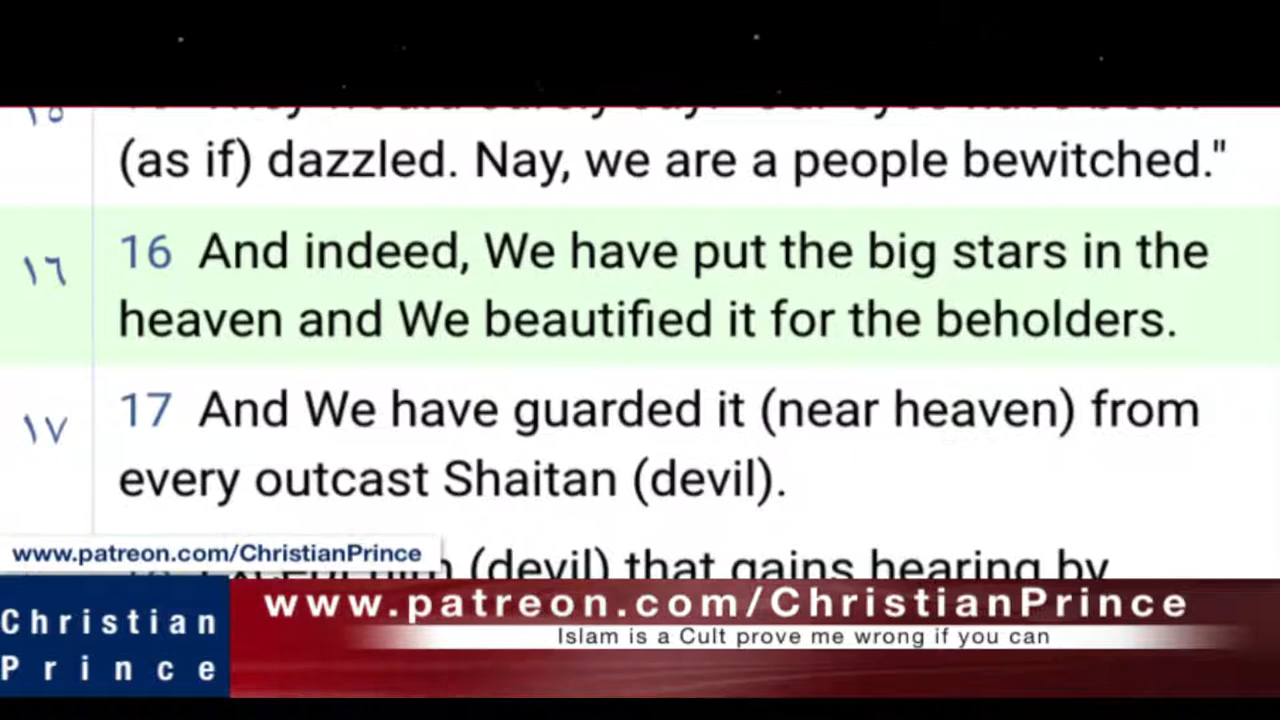 ١٥
(as if) dazzled. Nay, we are a people bewitched."
١٦ 16 And indeed, We have put the big stars in the
heaven and We beautified it for the beholders.
١٧ 17 And We have guarded it (near heaven) from
every outcast Shaitan (devil).
(devil) that gains hearing by
www.patreon.com/ChristianPrince
Christian
Prince
www.patreon.com/ChristianPrince
Islam is a Cult prove me wrong if you can